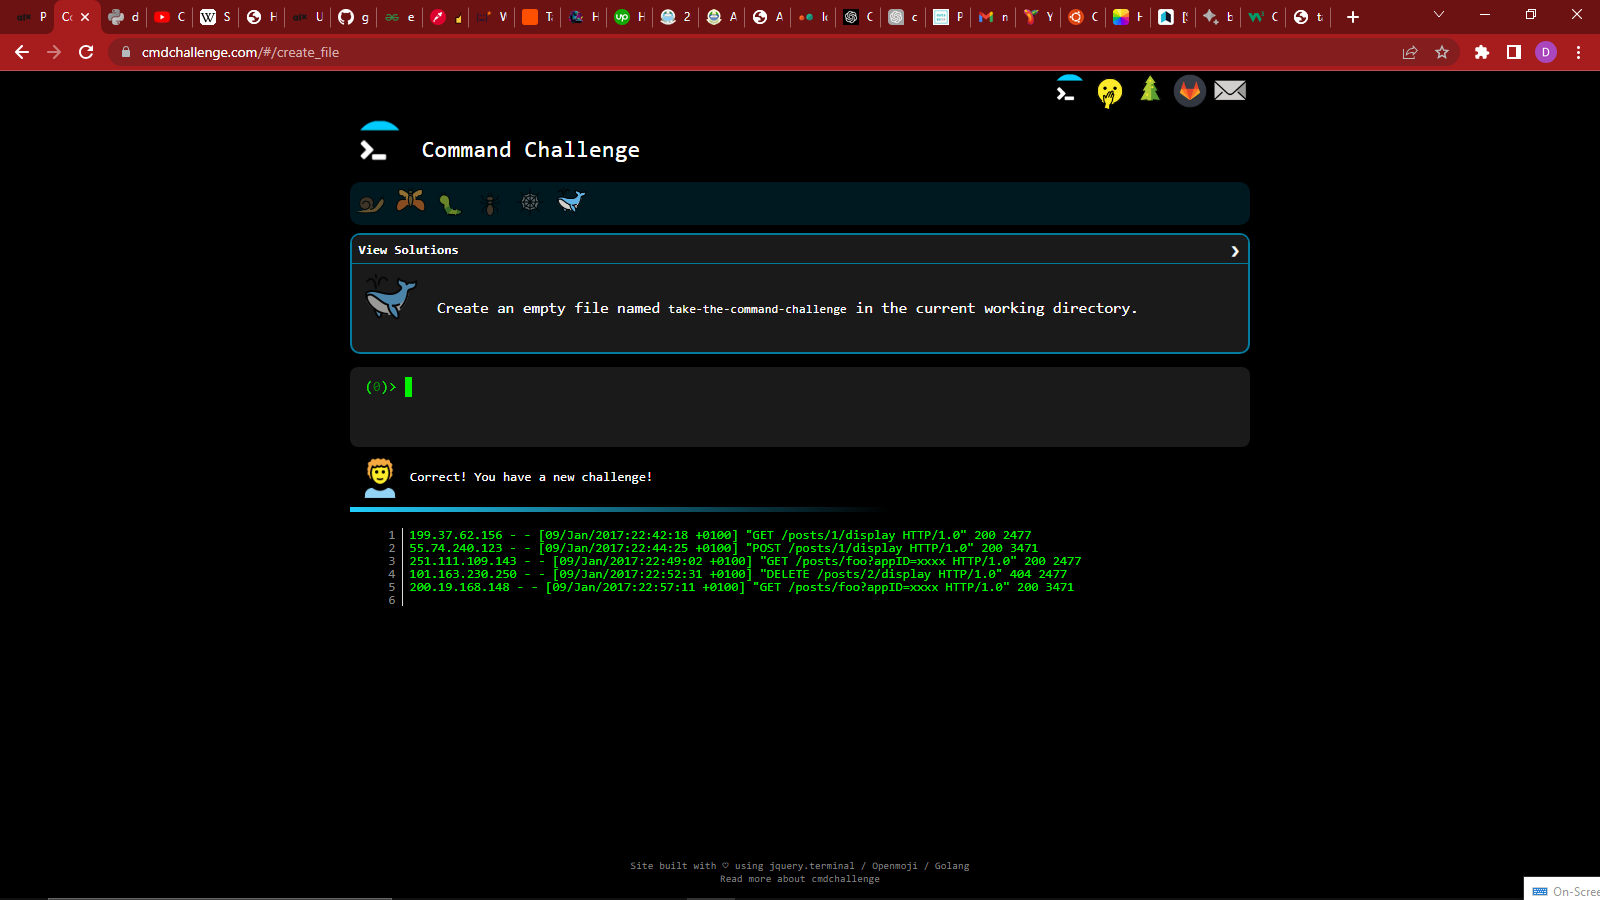 P Co d C S H U g e W T H H 2 A A Ic C c P n Y C H [S b C ta
cmdchallenge.com/#/create_file
D
Command Challenge
View Solutions
Create an empty file named take-the-command-challenge in the current working directory.
(0)>
Correct! You have a new challenge!
1 199.37.62.156 - - [09/Jan/2017:22:42:18 +0100] "GET /posts/1/display HTTP/1.0" 200 2477
2 55.74.240.123 - - [09/Jan/2017:22:44:25 +0100] "POST /posts/1/display HTTP/1.0" 200 3471
3 251.111.109.143 - - [09/Jan/2017:22:49:02 +0100] "GET /posts/foo?appID=xxxx HTTP/1.0" 200 2477
4 101.163.230.250 - - [09/Jan/2017:22:52:31 +0100] "DELETE /posts/2/display HTTP/1.0" 404 2477
5 200.19.168.148 - - [09/Jan/2017:22:57:11 +0100] "GET /posts/foo?appID=xxxx HTTP/1.0" 200 3471
6
Site built with ♡ using jquery.terminal / Openmoji / Golang
Read more about cmdchallenge
On-Scree